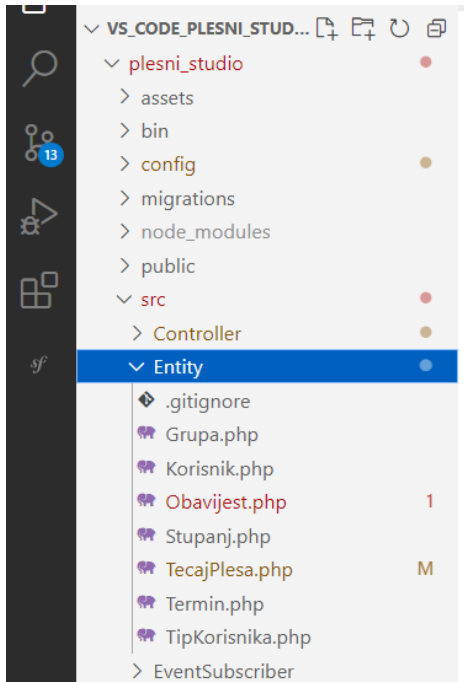 VS_CODE_PLESNI_STUD...
plesni_studio
assets
bin
config
migrations
node_modules
public
src
Controller
Entity
.gitignore
Grupa.php
Korisnik.php
Obavijest.php 1
Stupanj.php
TecajPlesa.php M
Termin.php
TipKorisnika.php
EventSubscriber
13
sf